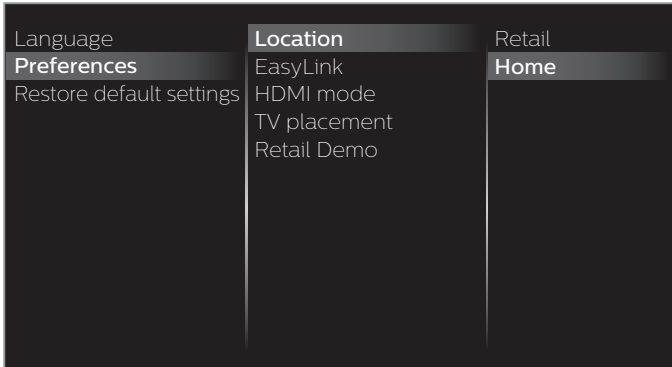 Language
Preferences
Restore default settings
Location
EasyLink
HDMI mode
TV placement
Retail Demo
Retail
Home